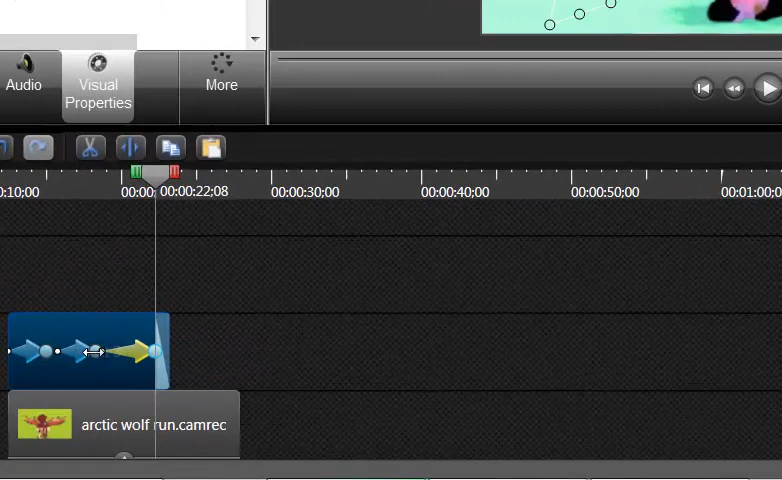 Audio
Visual
Properties
More
0:10;00
00:00:
00:00:22;08
00:00:30;00
00:00:40;00
00:00:50;00
00:01:00;0
arctic wolf run.camrec